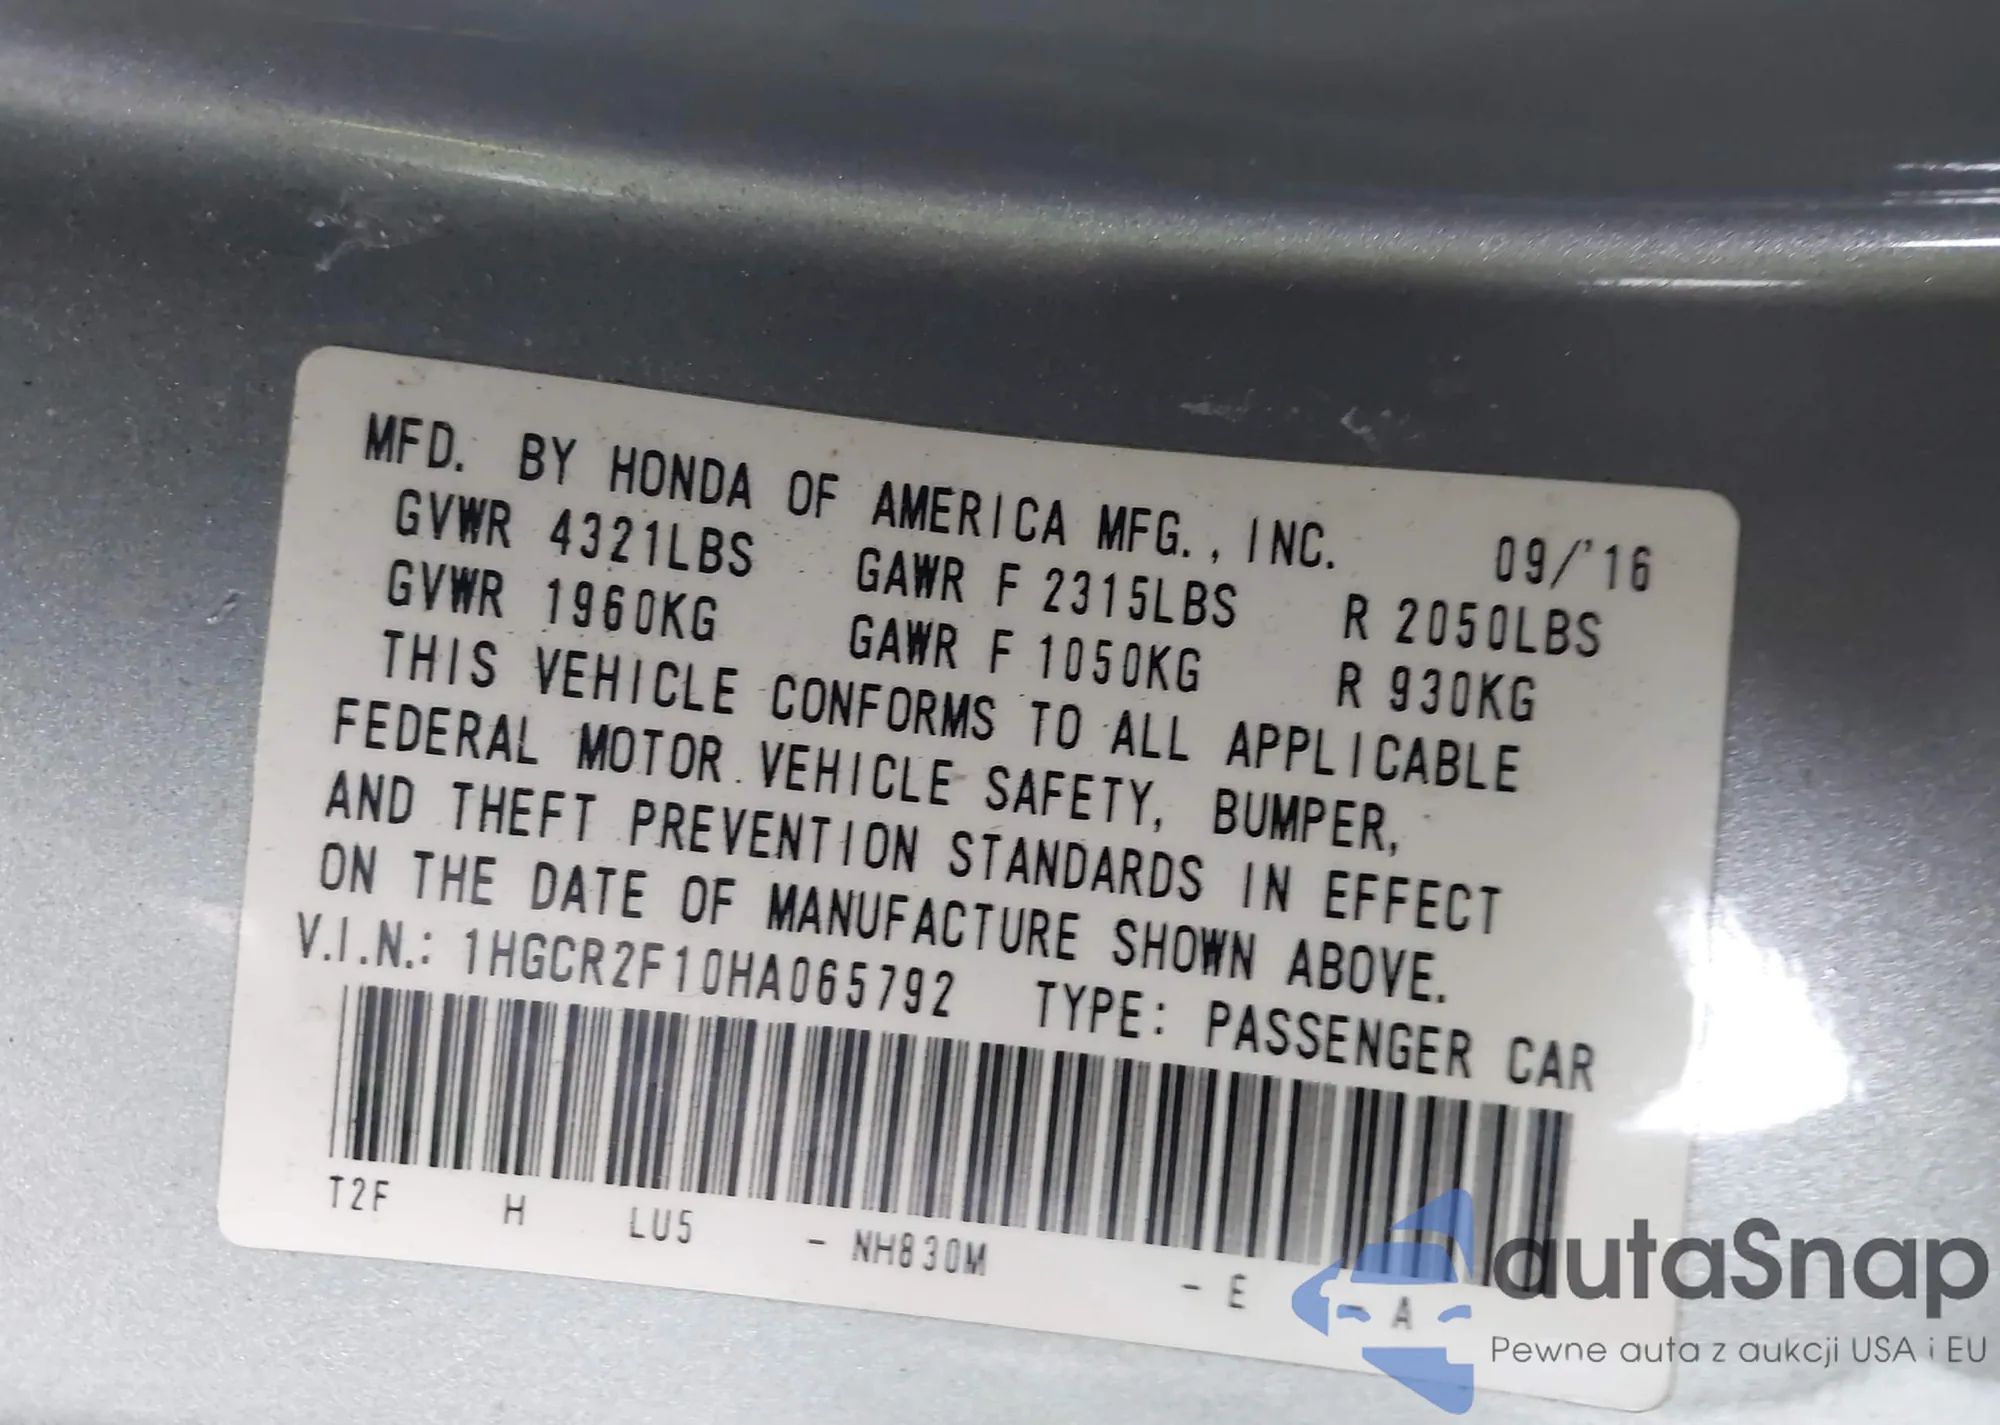 MFD. BY HONDA OF AMERICA MFG., INC. 09/'16
GVWR 4321LBS GAWR F 2315LBS R 2050LBS
GVWR 1960KG GAWR F 1050KG R 930KG
THIS VEHICLE CONFORMS TO ALL APPLICABLE
FEDERAL MOTOR VEHICLE SAFETY, BUMPER,
AND THEFT PREVENTION STANDARDS IN EFFECT
ON THE DATE OF MANUFACTURE SHOWN ABOVE.
V.I.N.: 1HGCR2F10HA065792 TYPE: PASSENGER CAR
T2F H LU5 - NH830M - E - A
autaSnap
Pewne auta z aukcji USA i EU